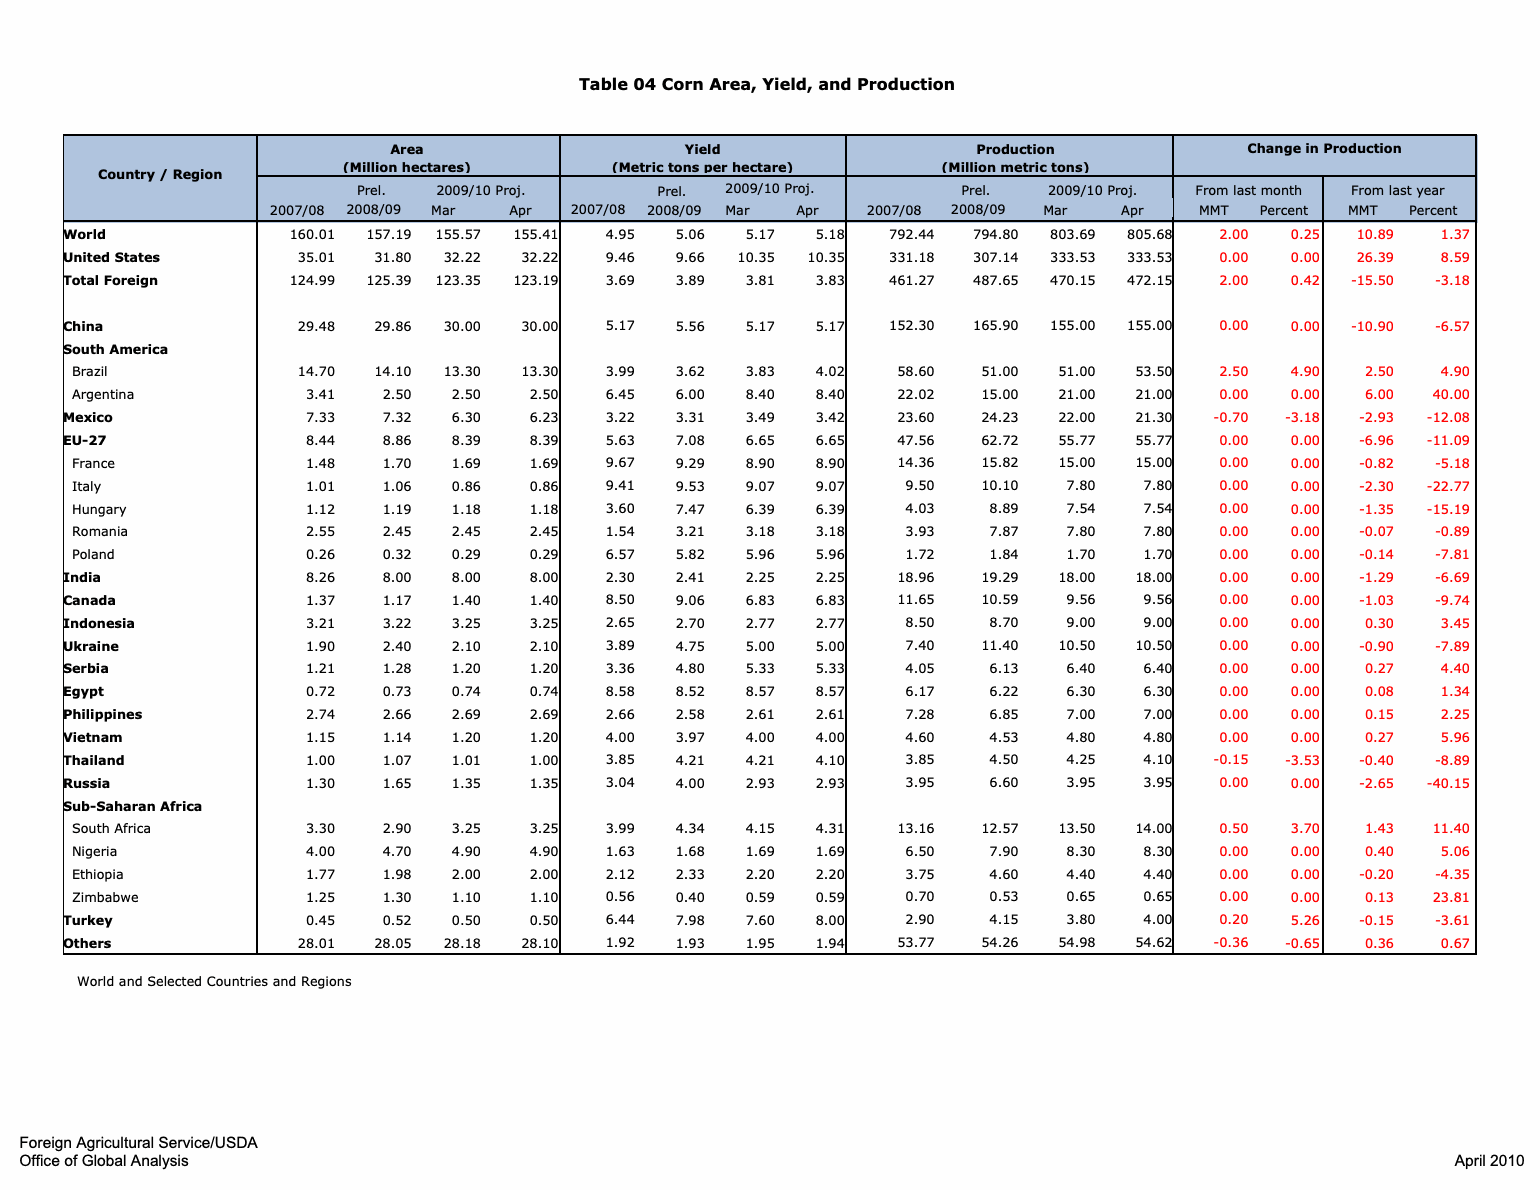 Table 04 Corn Area, Yield, and Production
Country / Region
Area
(Million hectares)
Yield
(Metric tons per hectare)
Production
(Million metric tons)
Change in Production
Prel. 2009/10 Proj. Prel. 2009/10 Proj. Prel. 2009/10 Proj. From last month From last year
2007/08 2008/09 Mar Apr 2007/08 2008/09 Mar Apr 2007/08 2008/09 Mar Apr MMT Percent MMT Percent
World 160.01 157.19 155.57 155.41 4.95 5.06 5.17 5.18 792.44 794.80 803.69 805.68 2.00 0.25 10.89 1.37
United States 35.01 31.80 32.22 32.22 9.46 9.66 10.35 10.35 331.18 307.14 333.53 333.53 0.00 0.00 26.39 8.59
Total Foreign 124.99 125.39 123.35 123.19 3.69 3.89 3.81 3.83 461.27 487.65 470.15 472.15 2.00 0.42 -15.50 -3.18
China 29.48 29.86 30.00 30.00 5.17 5.56 5.17 5.17 152.30 165.90 155.00 155.00 0.00 0.00 -10.90 -6.57
South America
Brazil 14.70 14.10 13.30 13.30 3.99 3.62 3.83 4.02 58.60 51.00 51.00 53.50 2.50 4.90 2.50 4.90
Argentina 3.41 2.50 2.50 2.50 6.45 6.00 8.40 8.40 22.02 15.00 21.00 21.00 0.00 0.00 6.00 40.00
Mexico 7.33 7.32 6.30 6.23 3.22 3.31 3.49 3.42 23.60 24.23 22.00 21.30 -0.70 -3.18 -2.93 -12.08
EU-27 8.44 8.86 8.39 8.39 5.63 7.08 6.65 6.65 47.56 62.72 55.77 55.77 0.00 0.00 -6.96 -11.09
France 1.48 1.70 1.69 1.69 9.67 9.29 8.90 8.90 14.36 15.82 15.00 15.00 0.00 0.00 -0.82 -5.18
Italy 1.01 1.06 0.86 0.86 9.41 9.53 9.07 9.07 9.50 10.10 7.80 7.80 0.00 0.00 -2.30 -22.77
Hungary 1.12 1.19 1.18 1.18 3.60 7.47 6.39 6.39 4.03 8.89 7.54 7.54 0.00 0.00 -1.35 -15.19
Romania 2.55 2.45 2.45 2.45 1.54 3.21 3.18 3.18 3.93 7.87 7.80 7.80 0.00 0.00 -0.07 -0.89
Poland 0.26 0.32 0.29 0.29 6.57 5.82 5.96 5.96 1.72 1.84 1.70 1.70 0.00 0.00 -0.14 -7.81
India 8.26 8.00 8.00 8.00 2.30 2.41 2.25 2.25 18.96 19.29 18.00 18.00 0.00 0.00 -1.29 -6.69
Canada 1.37 1.17 1.40 1.40 8.50 9.06 6.83 6.83 11.65 10.59 9.56 9.56 0.00 0.00 -1.03 -9.74
Indonesia 3.21 3.22 3.25 3.25 2.65 2.70 2.77 2.77 8.50 8.70 9.00 9.00 0.00 0.00 0.30 3.45
Ukraine 1.90 2.40 2.10 2.10 3.89 4.75 5.00 5.00 7.40 11.40 10.50 10.50 0.00 0.00 -0.90 -7.89
Serbia 1.21 1.28 1.20 1.20 3.36 4.80 5.33 5.33 4.05 6.13 6.40 6.40 0.00 0.00 0.27 4.40
Egypt 0.72 0.73 0.74 0.74 8.58 8.52 8.57 8.57 6.17 6.22 6.30 6.30 0.00 0.00 0.08 1.34
Philippines 2.74 2.66 2.69 2.69 2.66 2.58 2.61 2.61 7.28 6.85 7.00 7.00 0.00 0.00 0.15 2.25
Vietnam 1.15 1.14 1.20 1.20 4.00 3.97 4.00 4.00 4.60 4.53 4.80 4.80 0.00 0.00 0.27 5.96
Thailand 1.00 1.07 1.01 1.00 3.85 4.21 4.21 4.10 3.85 4.50 4.25 4.10 -0.15 -3.53 -0.40 -8.89
Russia 1.30 1.65 1.35 1.35 3.04 4.00 2.93 2.93 3.95 6.60 3.95 3.95 0.00 0.00 -2.65 -40.15
Sub-Saharan Africa
South Africa 3.30 2.90 3.25 3.25 3.99 4.34 4.15 4.31 13.16 12.57 13.50 14.00 0.50 3.70 1.43 11.40
Nigeria 4.00 4.70 4.90 4.90 1.63 1.68 1.69 1.69 6.50 7.90 8.30 8.30 0.00 0.00 0.40 5.06
Ethiopia 1.77 1.98 2.00 2.00 2.12 2.33 2.20 2.20 3.75 4.60 4.40 4.40 0.00 0.00 -0.20 -4.35
Zimbabwe 1.25 1.30 1.10 1.10 0.56 0.40 0.59 0.59 0.70 0.53 0.65 0.65 0.00 0.00 0.13 23.81
Turkey 0.45 0.52 0.50 0.50 6.44 7.98 7.60 8.00 2.90 4.15 3.80 4.00 0.20 5.26 -0.15 -3.61
Others 28.01 28.05 28.18 28.10 1.92 1.93 1.95 1.94 53.77 54.26 54.98 54.62 -0.36 -0.65 0.36 0.67
World and Selected Countries and Regions
Foreign Agricultural Service/USDA
Office of Global Analysis
April 2010